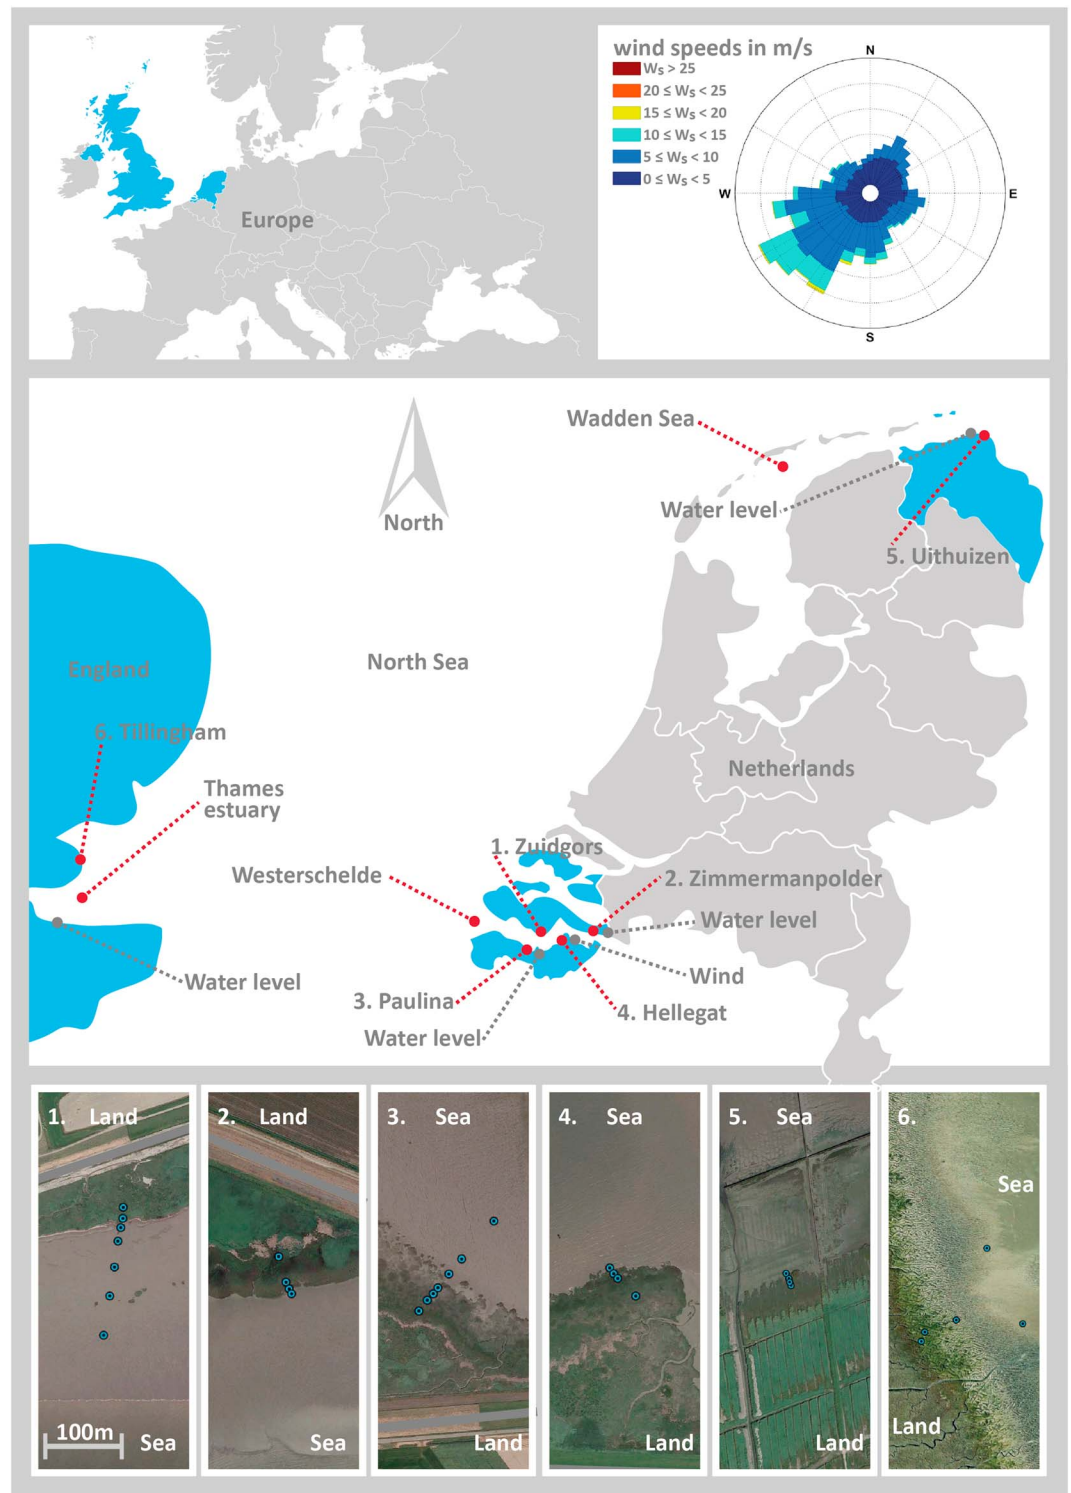 Europe
wind speeds in m/s
Ws > 25
20 ≤ Ws < 25
15 ≤ Ws < 20
10 ≤ Ws < 15
5 ≤ Ws < 10
0 ≤ Ws < 5
N
W
E
S
Wadden Sea
Water level
North
5. Uithuizen
England
North Sea
6. Tillingham
Netherlands
Thames
estuary
1. Zuidgors
Westerschelde
2. Zimmermanpolder
Water level
Wind
Water level
3. Paulina
4. Hellegat
Water level
1. Land
100m
Sea
2. Land
Sea
3. Sea
Land
4. Sea
Land
5. Sea
Land
6.
Sea
Land